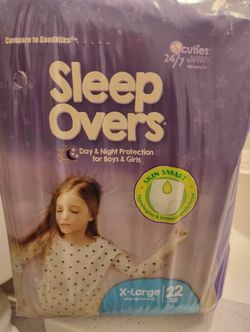 Compare to GoodNites®*
cuties
24/7
Sleep
Overs
Day & Night Protection
for Boys & Girls
SKIN SMART
X-Large
22